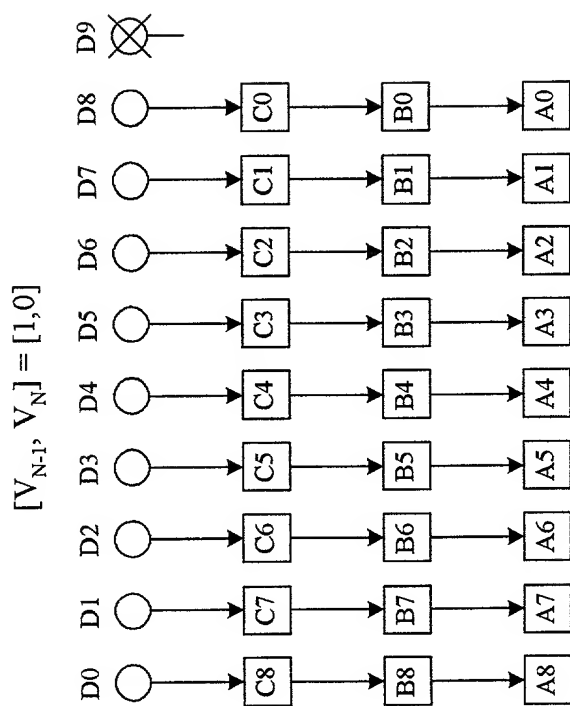 [V_{N-1}, V_N] = [1,0]
D0 D1 D2 D3 D4 D5 D6 D7 D8 D9
C8 C7 C6 C5 C4 C3 C2 C1 C0
B8 B7 B6 B5 B4 B3 B2 B1 B0
A8 A7 A6 A5 A4 A3 A2 A1 A0